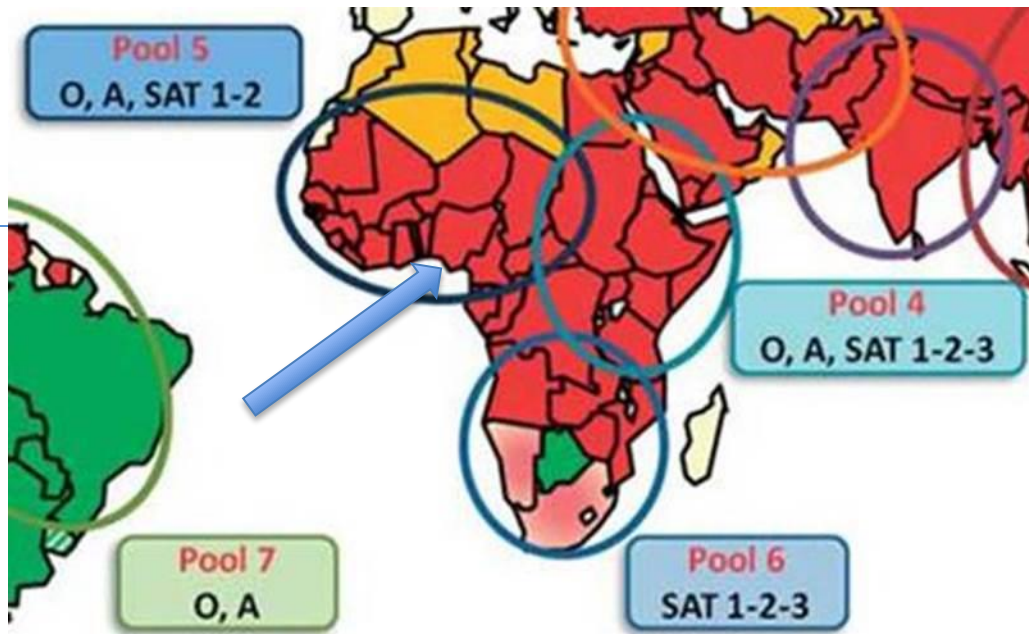 Pool 5
O, A, SAT 1-2
Pool 4
O, A, SAT 1-2-3
Pool 7
O, A
Pool 6
SAT 1-2-3